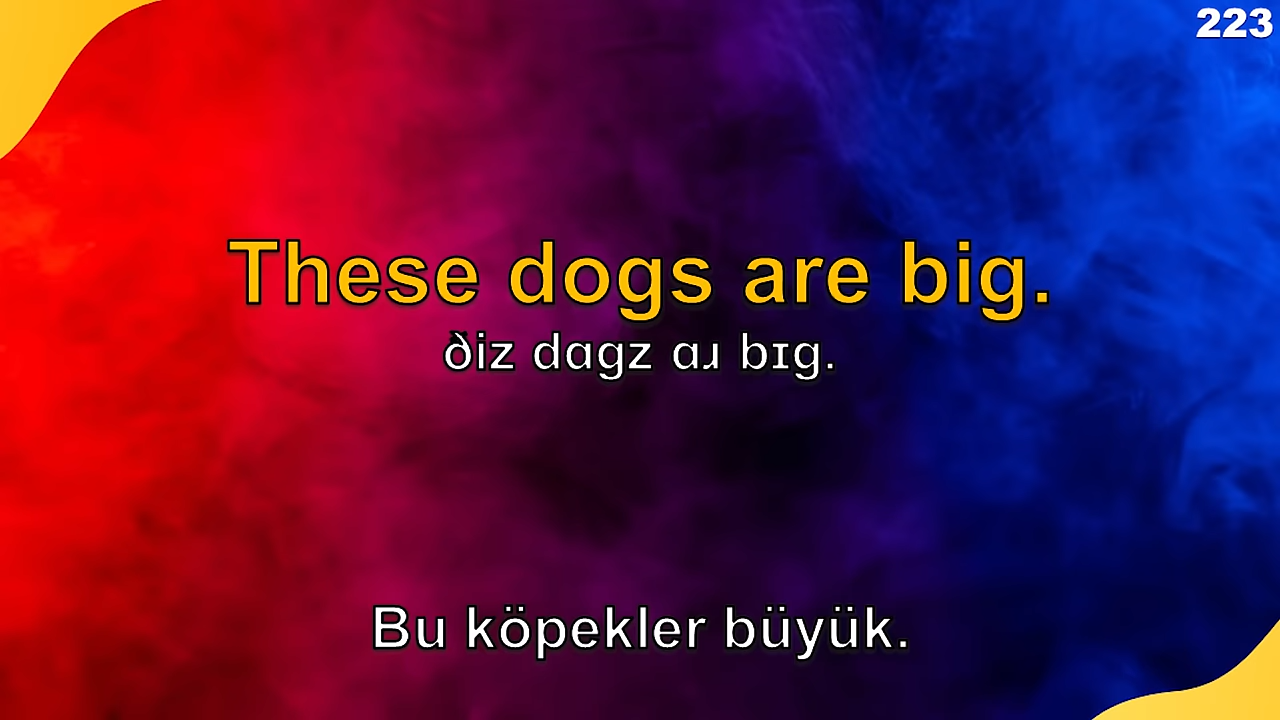 223
These dogs are big.
ðiz dɑgz ɑɹ bɪg.
Bu köpekler büyük.